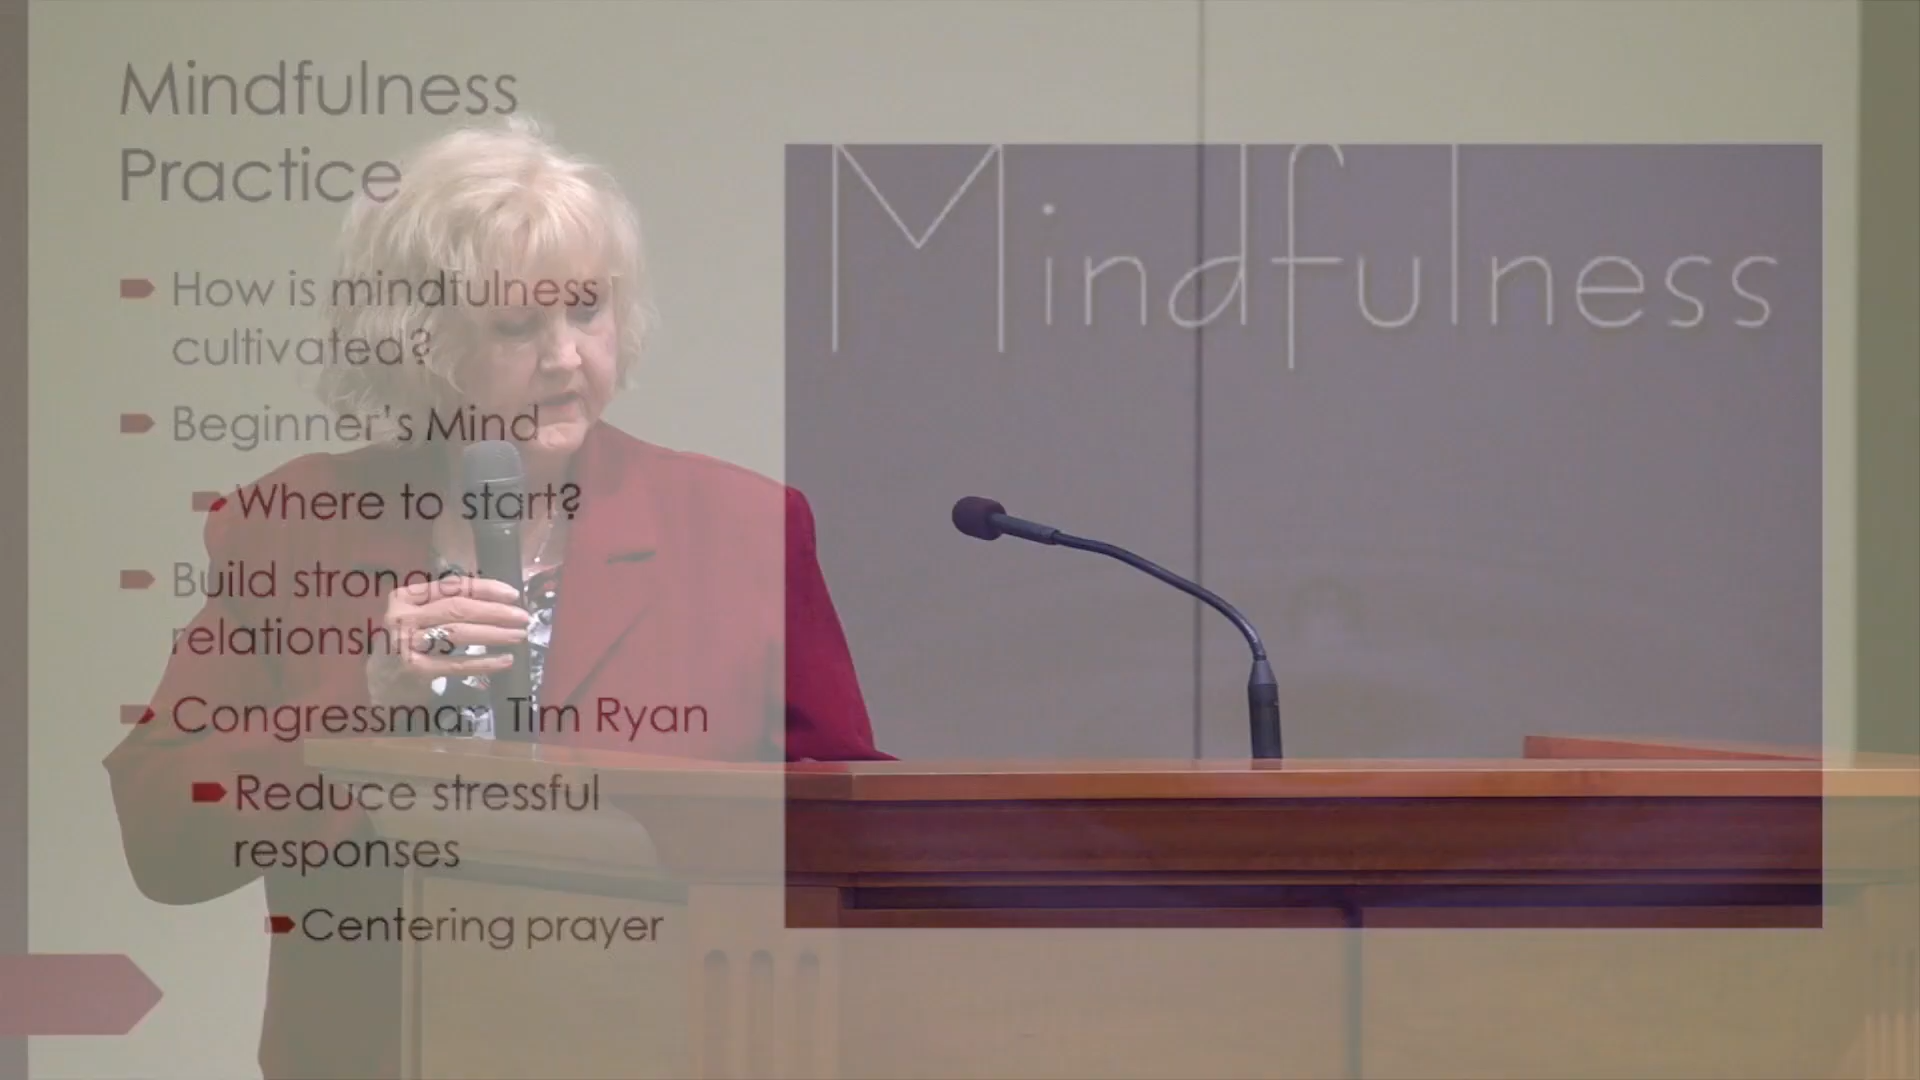 Mindfulness
Practice
How is mindfulness
cultivated?
Beginner's Mind
Where to start?
Build stronger
relationships
Congressman Tim Ryan
Reduce stressful
responses
Centering prayer
Mindfulness